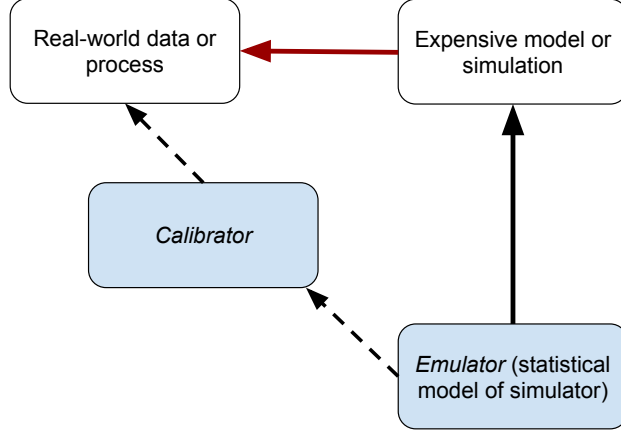 Real-world data or
process
Expensive model or
simulation
Calibrator
Emulator (statistical
model of simulator)